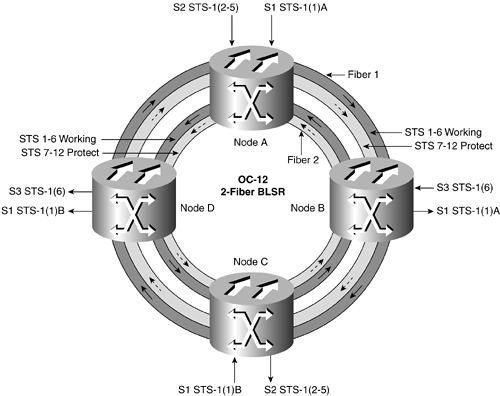 S2 STS-1(2-5)
S1 STS-1(1)A
Fiber 1
Node A
STS 1-6 Working
STS 7-12 Protect
Fiber 2
STS 1-6 Working
STS 7-12 Protect
OC-12
2-Fiber BLSR
S3 STS-1(6)
S1 STS-1(1)B
Node D
Node B
S3 STS-1(6)
S1 STS-1(1)A
Node C
S1 STS-1(1)B
S2 STS-1(2-5)